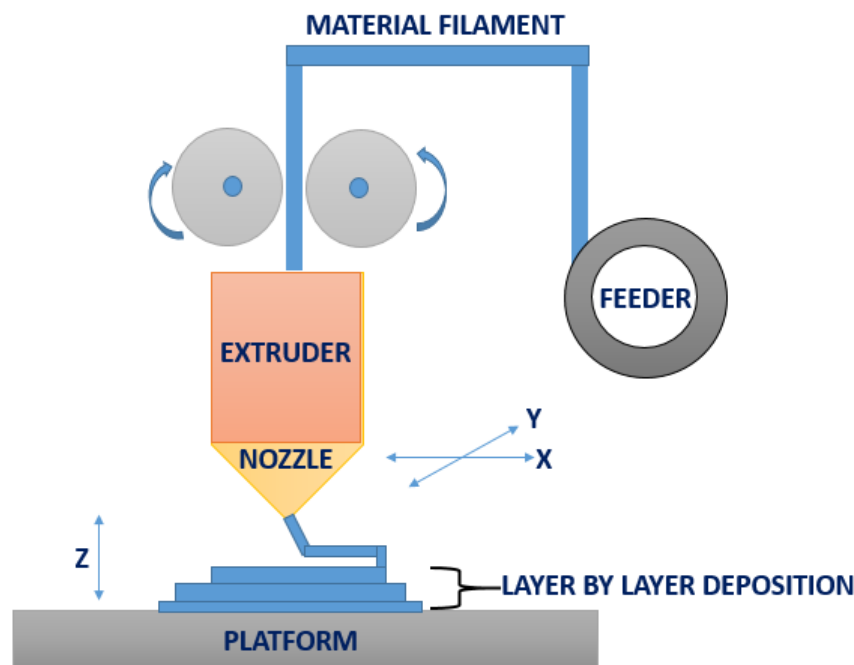 MATERIAL FILAMENT
FEEDER
EXTRUDER
Y
NOZZLE
X
Z
LAYER BY LAYER DEPOSITION
PLATFORM